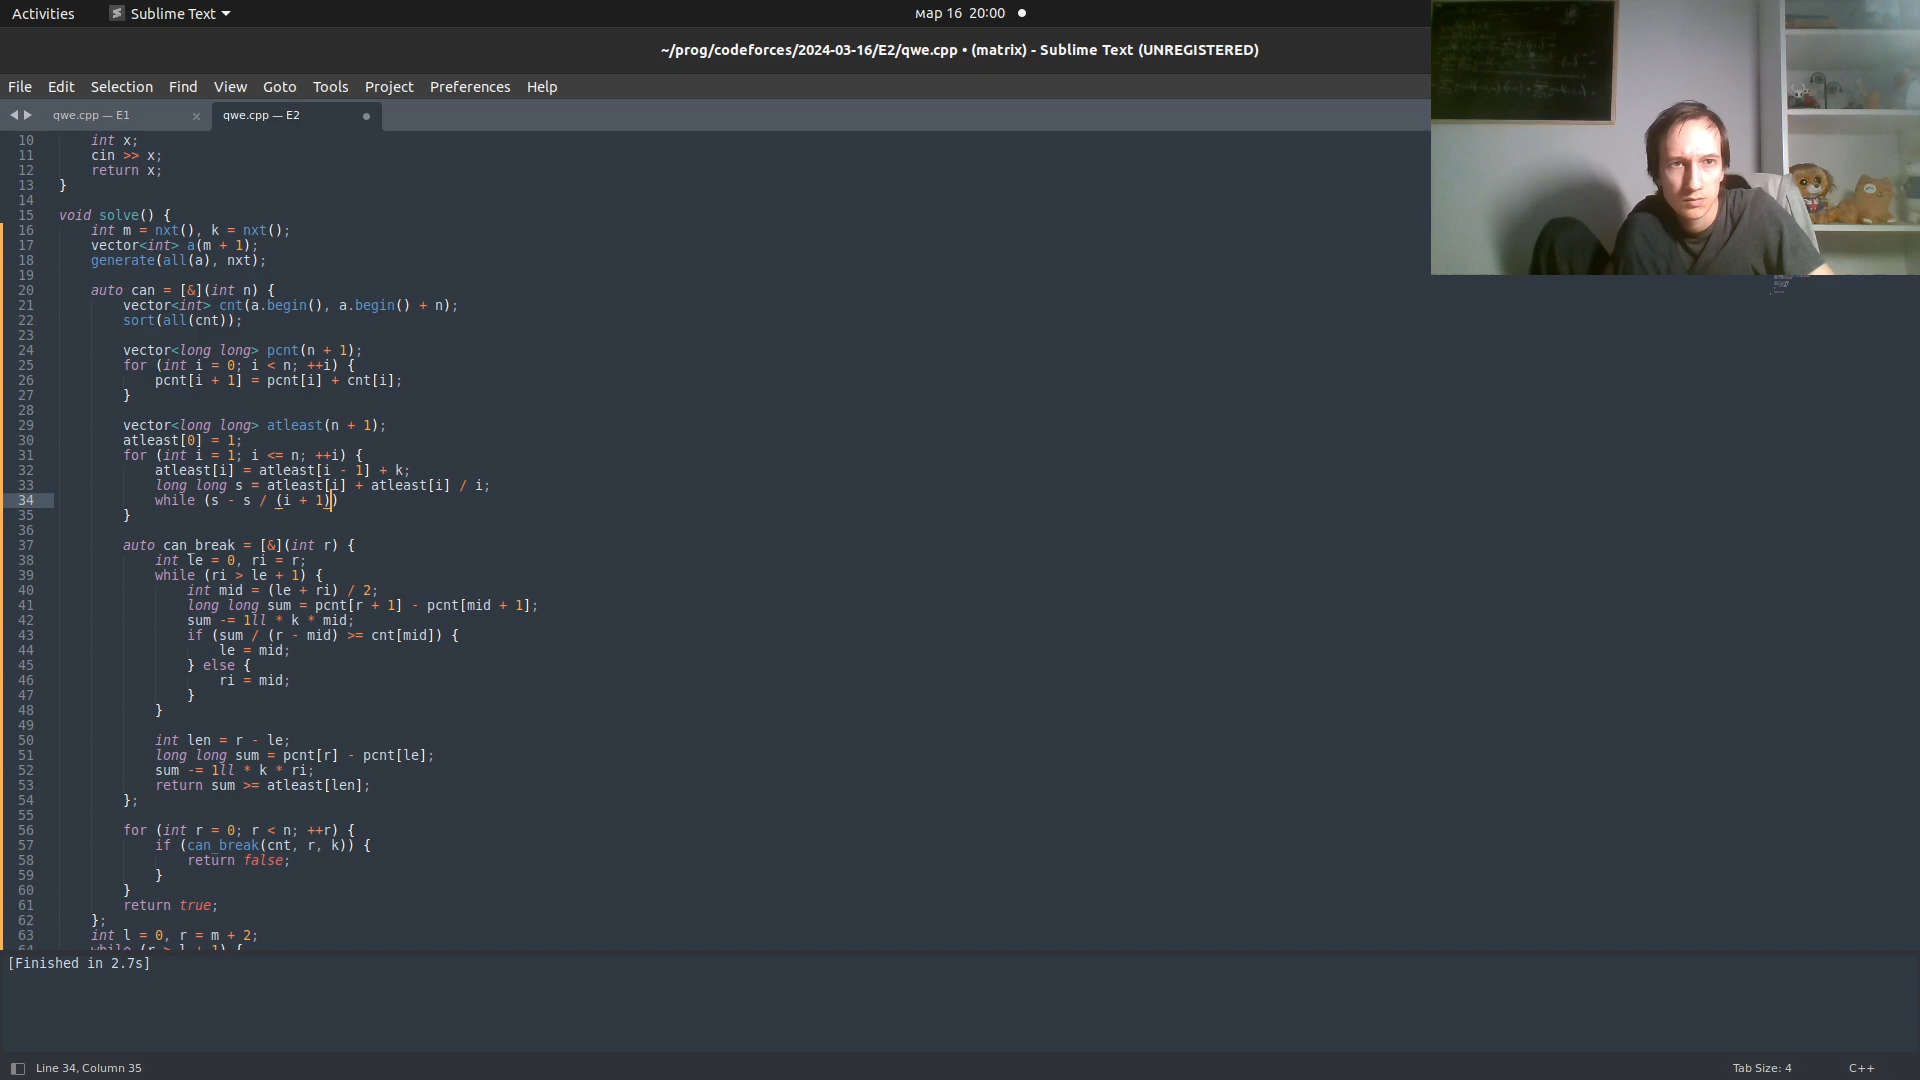 Activities
Sublime Text
мар 16 20:00
~/prog/codeforces/2024-03-16/E2/qwe.cpp • (matrix) - Sublime Text (UNREGISTERED)
File Edit Selection Find View Goto Tools Project Preferences Help
qwe.cpp — E1
qwe.cpp — E2
10 int x;
11 cin >> x;
12 return x;
13 }
14
15 void solve() {
16 int m = nxt(), k = nxt();
17 vector<int> a(m + 1);
18 generate(all(a), nxt);
19
20 auto can = [&](int n) {
21 vector<int> cnt(a.begin(), a.begin() + n);
22 sort(all(cnt));
23
24 vector<long long> pcnt(n + 1);
25 for (int i = 0; i < n; ++i) {
26 pcnt[i + 1] = pcnt[i] + cnt[i];
27 }
28
29 vector<long long> atleast(n + 1);
30 atleast[0] = 1;
31 for (int i = 1; i <= n; ++i) {
32 atleast[i] = atleast[i - 1] + k;
33 long long s = atleast[i] + atleast[i] / i;
34 while (s - s / (i + 1))
35 }
36
37 auto can_break = [&](int r) {
38 int le = 0, ri = r;
39 while (ri > le + 1) {
40 int mid = (le + ri) / 2;
41 long long sum = pcnt[r + 1] - pcnt[mid + 1];
42 sum -= 1ll * k * mid;
43 if (sum / (r - mid) >= cnt[mid]) {
44 le = mid;
45 } else {
46 ri = mid;
47 }
48 }
49
50 int len = r - le;
51 long long sum = pcnt[r] - pcnt[le];
52 sum -= 1ll * k * ri;
53 return sum >= atleast[len];
54 };
55
56 for (int r = 0; r < n; ++r) {
57 if (can_break(cnt, r, k)) {
58 return false;
59 }
60 }
61 return true;
62 };
63 int l = 0, r = m + 2;
64 while (r > l + 1) {
[Finished in 2.7s]
Line 34, Column 35
Tab Size: 4
C++